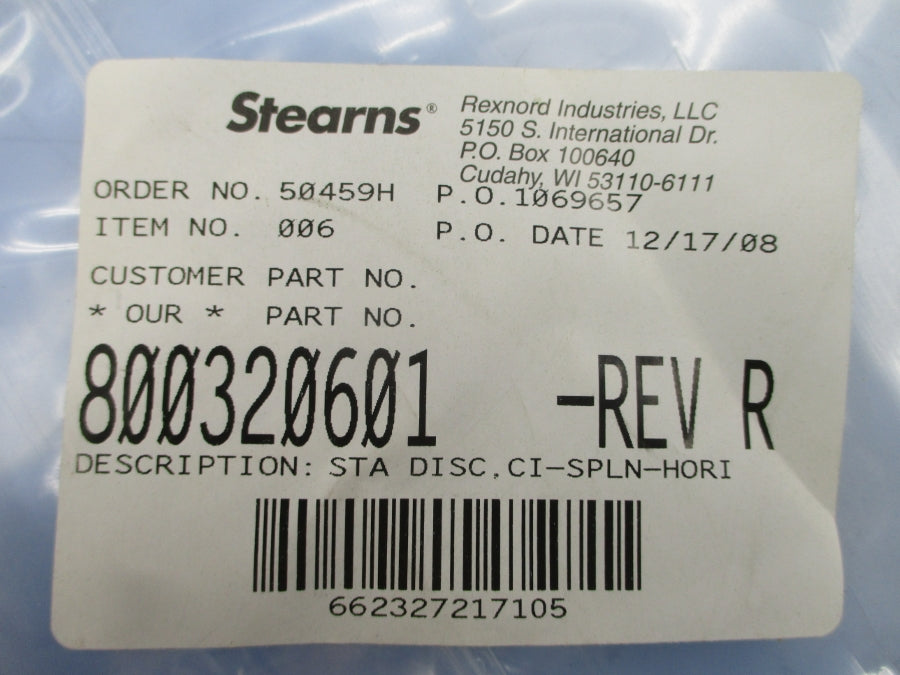 Stearns®
Rexnord Industries, LLC
5150 S. International Dr.
P.O. Box 100640
Cudahy, WI 53110-6111
ORDER NO. 50459H P.O. 1069657
ITEM NO. 006 P.O. DATE 12/17/08
CUSTOMER PART NO.
* OUR * PART NO.
800320601 -REV R
DESCRIPTION: STA DISC,CI-SPLN-HORI
662327217105